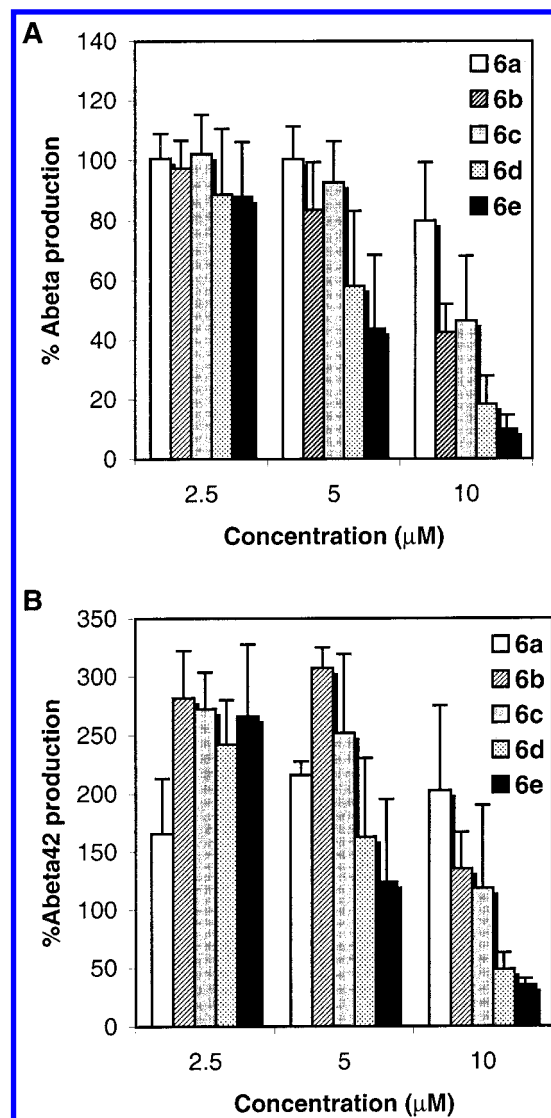 A
% Abeta production
140
120
100
80
60
40
20
0
6a
6b
6c
6d
6e
2.5 5 10
Concentration (μM)
B
%Abeta42 production
350
300
250
200
150
100
50
0
6a
6b
6c
6d
6e
2.5 5 10
Concentration (μM)